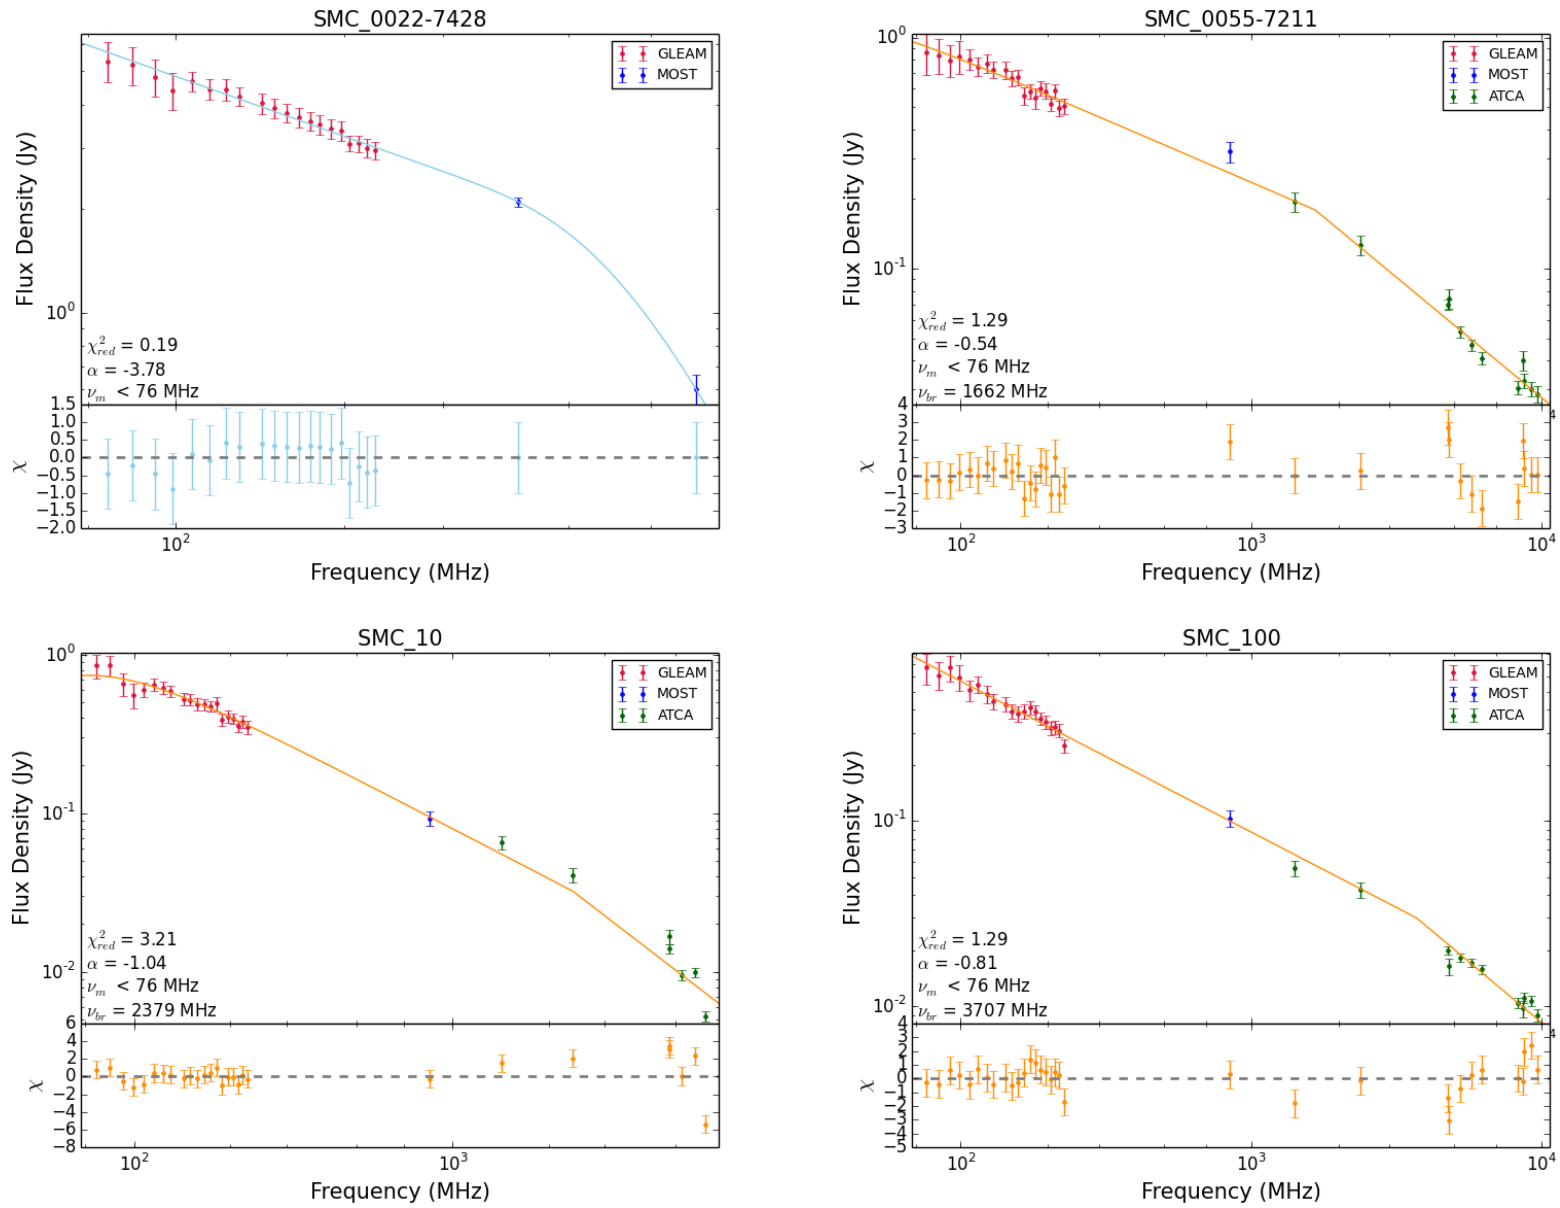 SMC_0022-7428
Flux Density (Jy)
10⁰
GLEAM
MOST
χ²red = 0.19
α = -3.78
νm < 76 MHz
χ
1.5
1.0
0.5
0.0
−0.5
−1.0
−1.5
−2.0
10²
Frequency (MHz)
SMC_0055-7211
Flux Density (Jy)
10⁰
10⁻¹
GLEAM
MOST
ATCA
χ²red = 1.29
α = -0.54
νm < 76 MHz
νbr = 1662 MHz
χ
4
3
2
1
0
−1
−2
−3
10² 10³ 10⁴
Frequency (MHz)
SMC_10
Flux Density (Jy)
10⁰
10⁻¹
10⁻²
GLEAM
MOST
ATCA
χ²red = 3.21
α = -1.04
νm < 76 MHz
νbr = 2379 MHz
χ
6
4
2
0
−2
−4
−6
−8
10² 10³
Frequency (MHz)
SMC_100
Flux Density (Jy)
10⁻¹
10⁻²
GLEAM
MOST
ATCA
χ²red = 1.29
α = -0.81
νm < 76 MHz
νbr = 3707 MHz
χ
4
3
2
1
0
−1
−2
−3
−4
−5
10² 10³ 10⁴
Frequency (MHz)